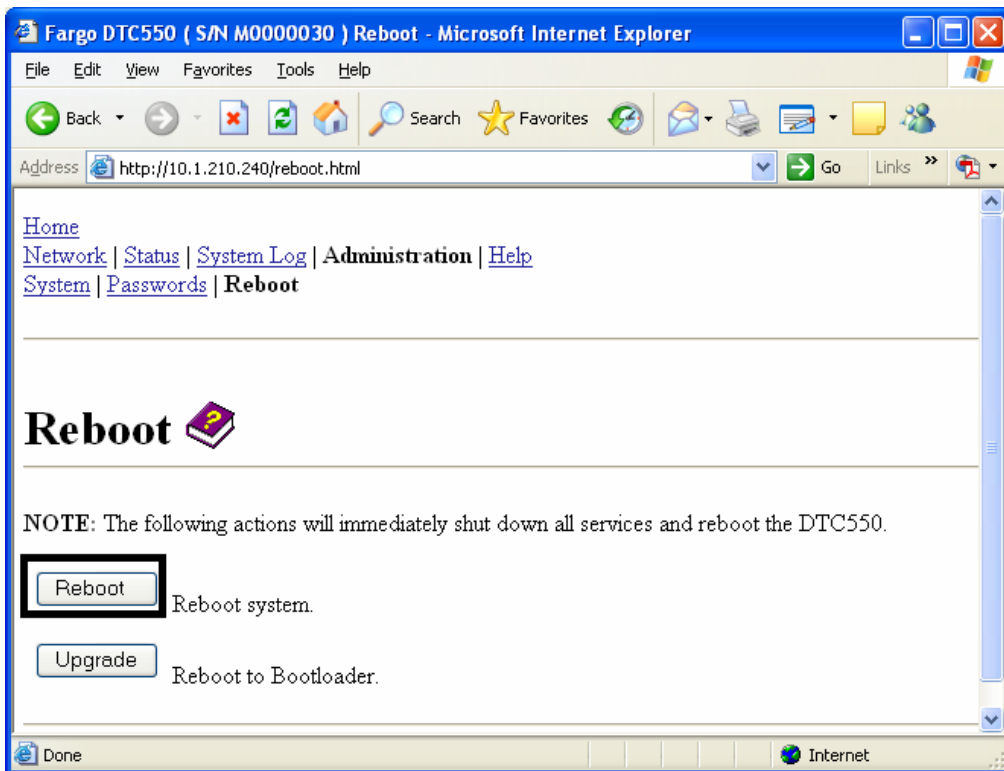 Fargo DTC550 ( S/N M0000030 ) Reboot - Microsoft Internet Explorer
File Edit View Favorites Tools Help
Back Search Favorites
Address http://10.1.210.240/reboot.html Go Links »
Home
Network | Status | System Log | Administration | Help
System | Passwords | Reboot
Reboot ?
NOTE: The following actions will immediately shut down all services and reboot the DTC550.
Reboot Reboot system.
Upgrade Reboot to Bootloader.
Done Internet